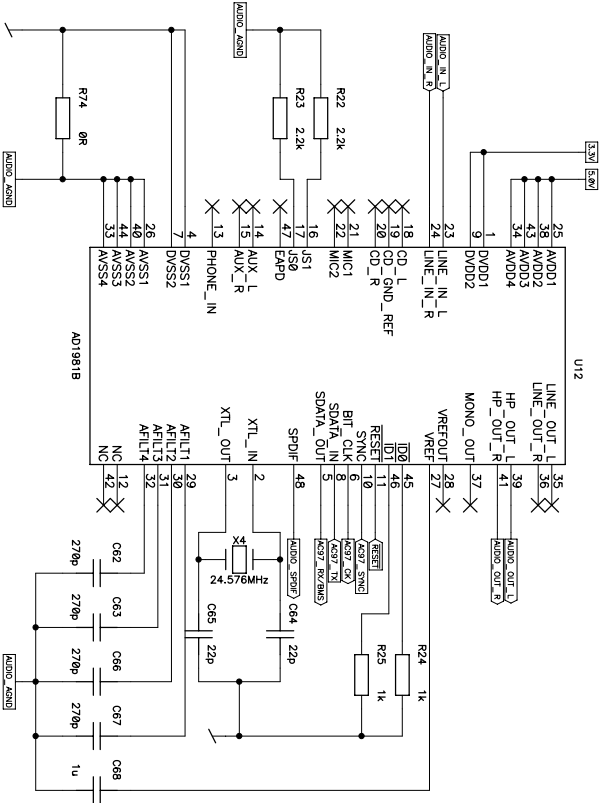 U12
AD1981B
3.3V
5.0V
25 AVDD1
38 AVDD2
43 AVDD3
34 AVDD4
1 DVDD1
9 DVDD2
AUDIO_IN_L
AUDIO_IN_R
23 LINE_IN_L
24 LINE_IN_R
18 CD_L
19 CD_GND_REF
20 CD_R
21 MIC1
22 MIC2
AUDIO_AGND
R22 2.2k
R23 2.2k
16 JS1
17 JS0
47 EAPD
14 AUX_L
15 AUX_R
13 PHONE_IN
4 DVSS1
7 DVSS2
26 AVSS1
40 AVSS2
44 AVSS3
33 AVSS4
R74 0R
AUDIO_AGND
LINE_OUT_L 35
LINE_OUT_R 36
HP_OUT_L 39 AUDIO_OUT_L
HP_OUT_R 41 AUDIO_OUT_R
MONO_OUT 37
VREFOUT 28
VREF 27
ID0 45
ID1 46
R24 1k
R25 1k
RESET 11 RESET
SYNC 10 AC97_SYNC
BIT_CLK 6 AC97_CK
SDATA_IN 8 AC97_TX
SDATA_OUT 5 AC97_RX/BMS
SPDIF 48 AUDIO_SPDIF
XTL_IN 2
XTL_OUT 3
X4
24.576MHz
C64 22p
C65 22p
AFILT1 29
AFILT2 30
AFILT3 31
AFILT4 32
NC 12
NC 42
C62 270p
C63 270p
C66 270p
C67 270p
C68 1u
AUDIO_AGND